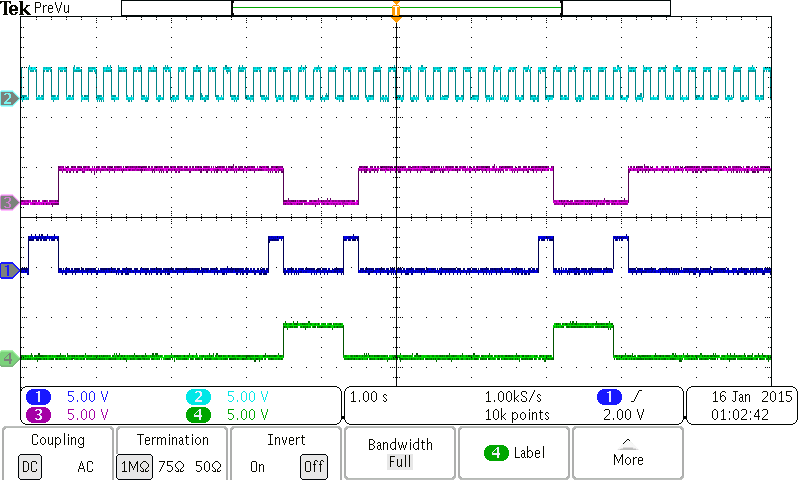 Tek PreVu
T
2
3
1
4
1 5.00 V 2 5.00 V 1.00 s 1.00kS/s 1 2.00 V 16 Jan 2015
3 5.00 V 4 5.00 V 10k points 01:02:42
Coupling Termination Invert Bandwidth 4 Label More
DC AC 1MΩ 75Ω 50Ω On Off Full